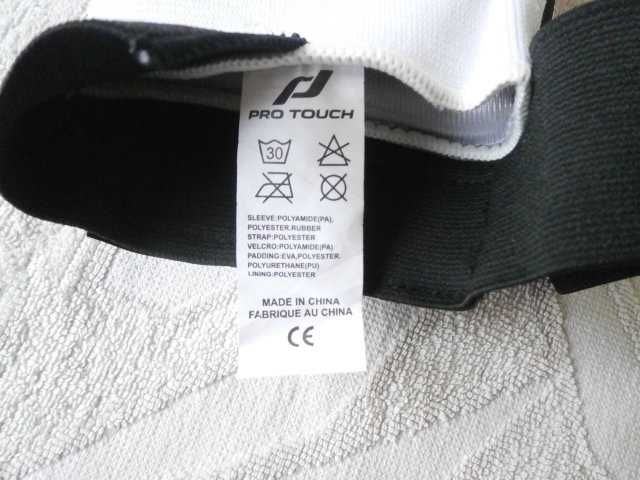 PRO TOUCH
30
SLEEVE:POLYAMIDE(PA),
POLYESTER.RUBBER
STRAP:POLYESTER
VELCRO:POLYAMIDE(PA)
PADDING:EVA,POLYESTER.
POLYURETHANE(PU)
LINING:POLYESTER
MADE IN CHINA
FABRIQUE AU CHINA
CE